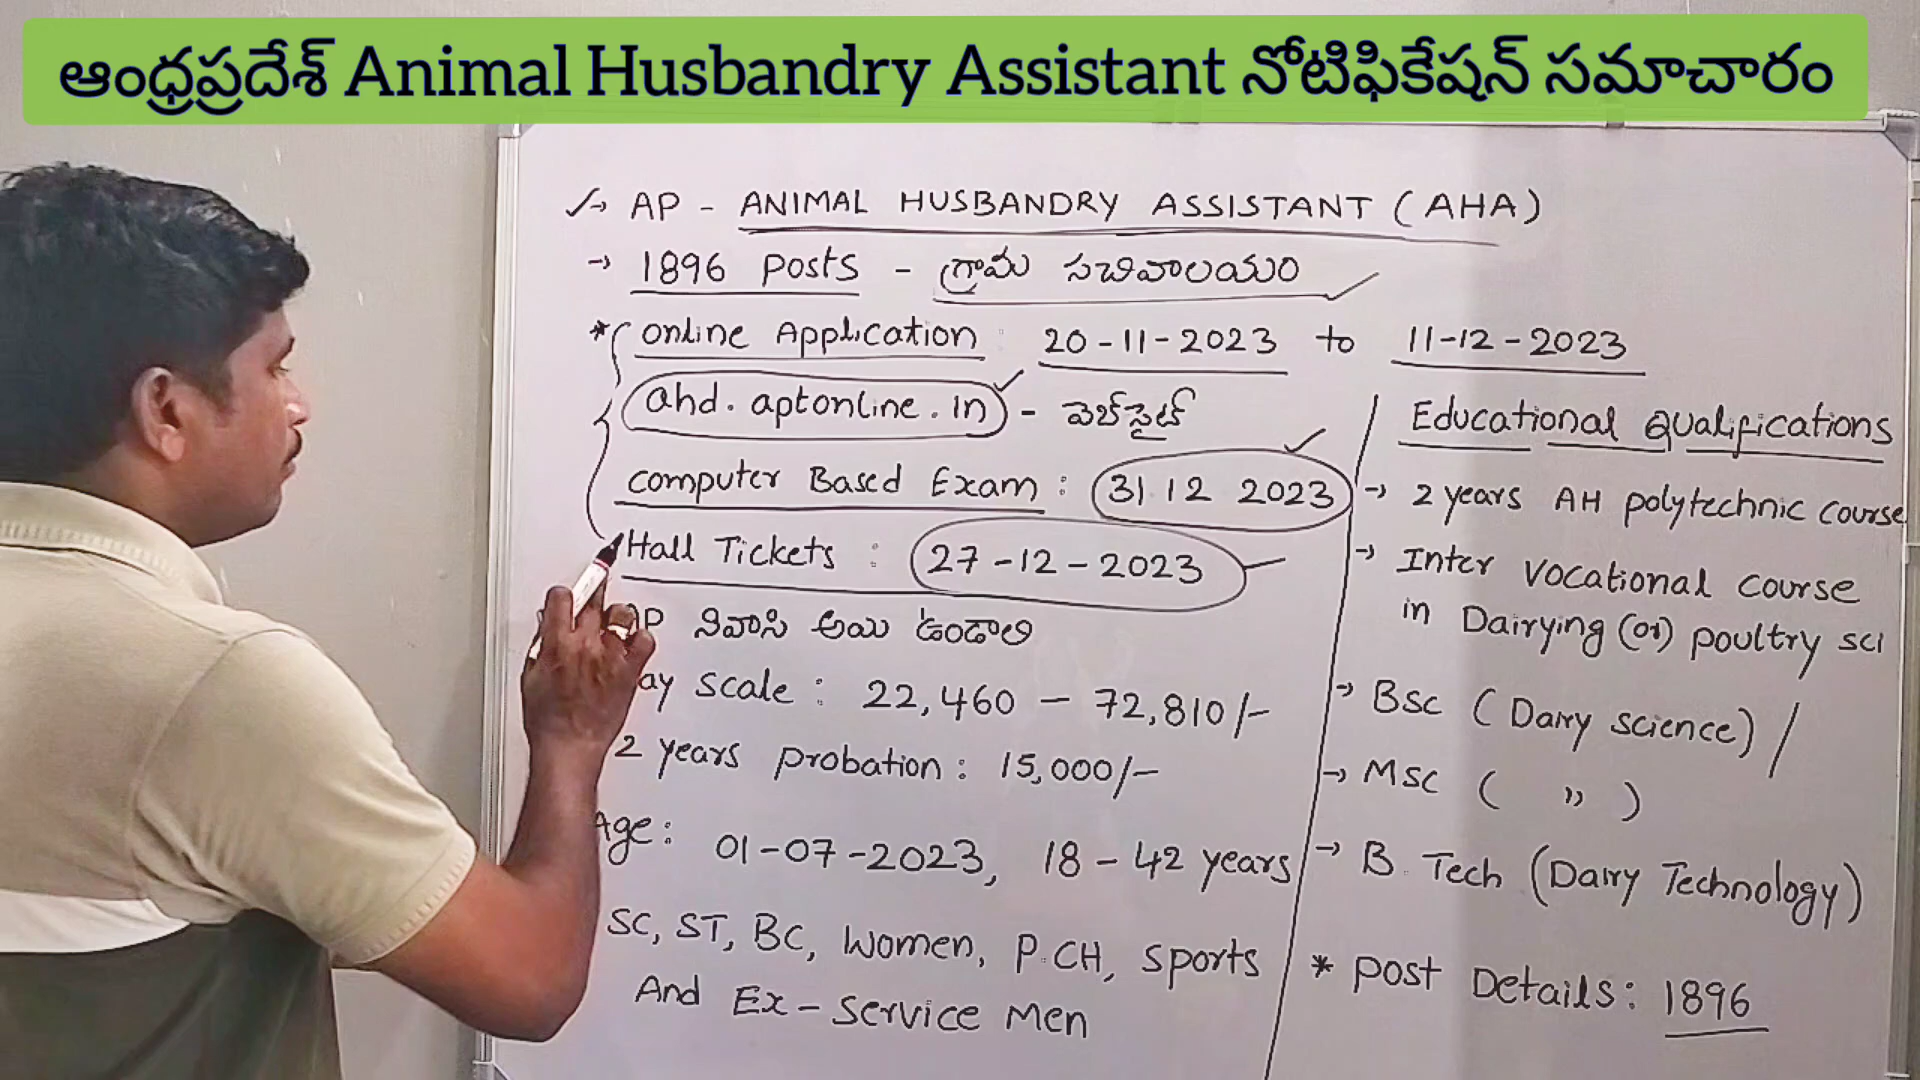 ఆంధ్రప్రదేశ్ Animal Husbandry Assistant నోటిఫికేషన్ సమాచారం
→ AP - ANIMAL HUSBANDRY ASSISTANT (AHA)
→ 1896 Posts - గ్రామ సచివాలయం
* Online Application : 20-11-2023 to 11-12-2023
ahd.aptonline.in - వెబ్సైట్
Computer Based Exam : 31 12 2023
Hall Tickets : 27-12-2023
AP నివాసి అయి ఉండాలి
ay Scale : 22,460 - 72,810/-
2 years probation : 15,000/-
Age : 01-07-2023, 18-42 years
SC, ST, BC, Women, P.CH, Sports
And Ex-Service Men
Educational Qualifications
→ 2 years AH polytechnic course
→ Inter Vocational course
in Dairying (or) poultry sci
→ BSc (Dairy Science) /
→ MSc ( ,, )
→ B.Tech (Dairy Technology)
* Post Details : 1896